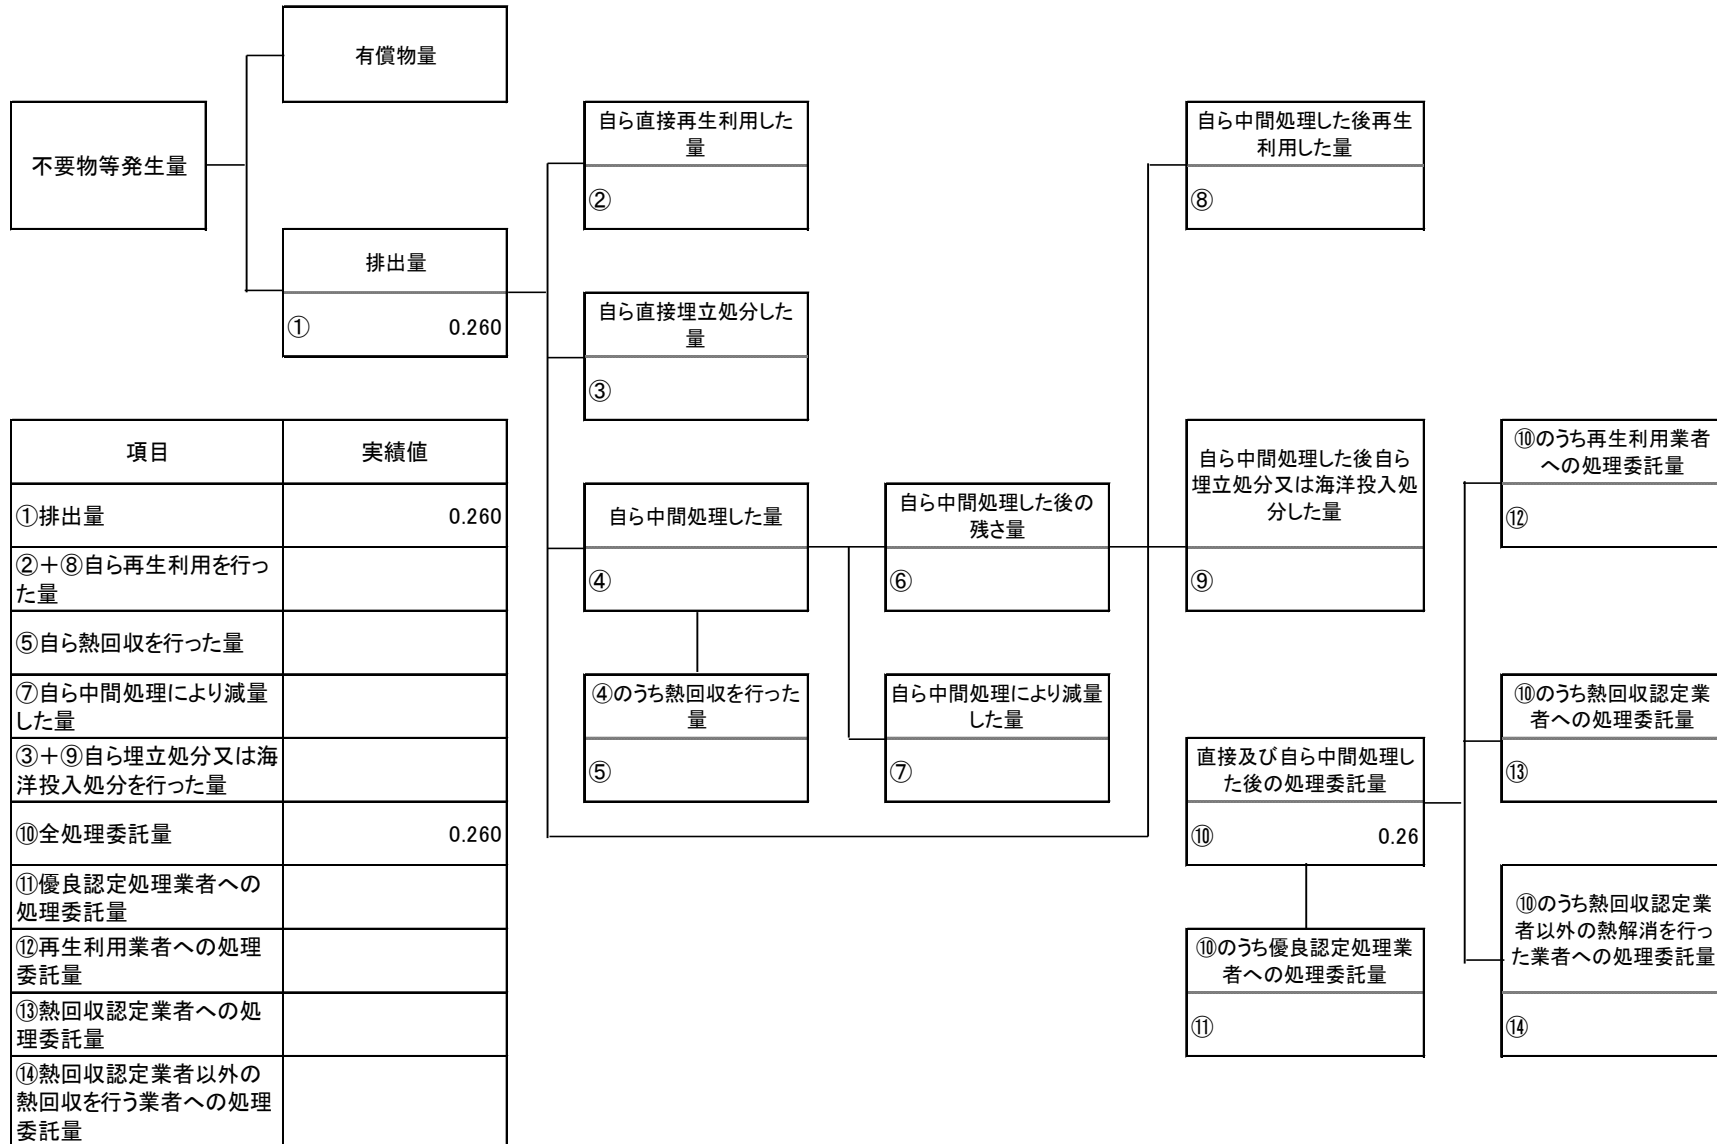 有償物量
不要物等発生量
排出量
① 0.260
自ら直接再生利用した
量
②
自ら直接埋立処分した
量
③
自ら中間処理した量
④
④のうち熱回収を行った
量
⑤
自ら中間処理した後の
残さ量
⑥
自ら中間処理により減量
した量
⑦
自ら中間処理した後再生
利用した量
⑧
自ら中間処理した後自ら
埋立処分又は海洋投入処
分した量
⑨
直接及び自ら中間処理し
た後の処理委託量
⑩ 0.26
⑩のうち優良認定処理業
者への処理委託量
⑪
⑩のうち再生利用業者
への処理委託量
⑫
⑩のうち熱回収認定業
者への処理委託量
⑬
⑩のうち熱回収認定業
者以外の熱解消を行っ
た業者への処理委託量
⑭
項目 実績値
①排出量 0.260
②+⑧自ら再生利用を行っ
た量
⑤自ら熱回収を行った量
⑦自ら中間処理により減量
した量
③+⑨自ら埋立処分又は海
洋投入処分を行った量
⑩全処理委託量 0.260
⑪優良認定処理業者への
処理委託量
⑫再生利用業者への処理
委託量
⑬熱回収認定業者への処
理委託量
⑭熱回収認定業者以外の
熱回収を行う業者への処理
委託量